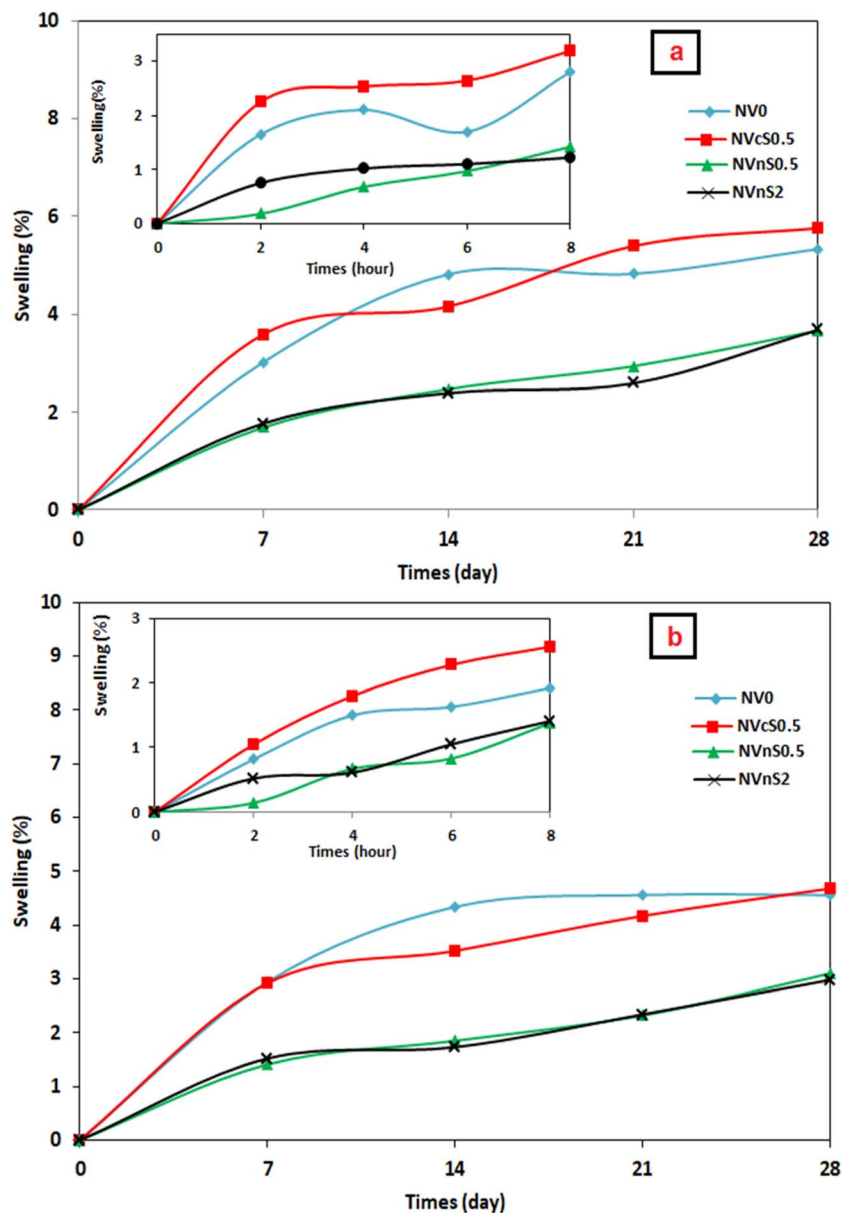 a
10
8
6
4
2
0
Swelling (%)
0 7 14 21 28
Times (day)
3
2
1
0
Swelling(%)
0 2 4 6 8
Times (hour)
NV0
NVcS0.5
NVnS0.5
NVnS2
b
10
9
8
7
6
5
4
3
2
1
0
Swelling (%)
0 7 14 21 28
Times (day)
3
2
1
0
Swelling (%)
0 2 4 6 8
Times (hour)
NV0
NVcS0.5
NVnS0.5
NVnS2